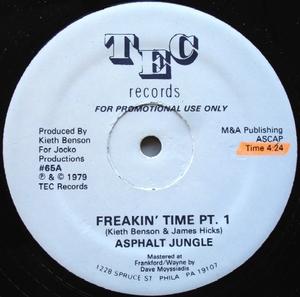 TEC
records
FOR PROMOTIONAL USE ONLY
Produced By
Kieth Benson
For Jocko
Productions
#65A
℗ & © 1979
TEC Records
M&A Publishing
ASCAP
Time 4:24
FREAKIN' TIME PT. 1
(Kieth Benson & James Hicks)
ASPHALT JUNGLE
Mastered at
Frankford/Wayne by
Dave Moyssiadis
1228 SPRUCE ST PHILA PA 19107